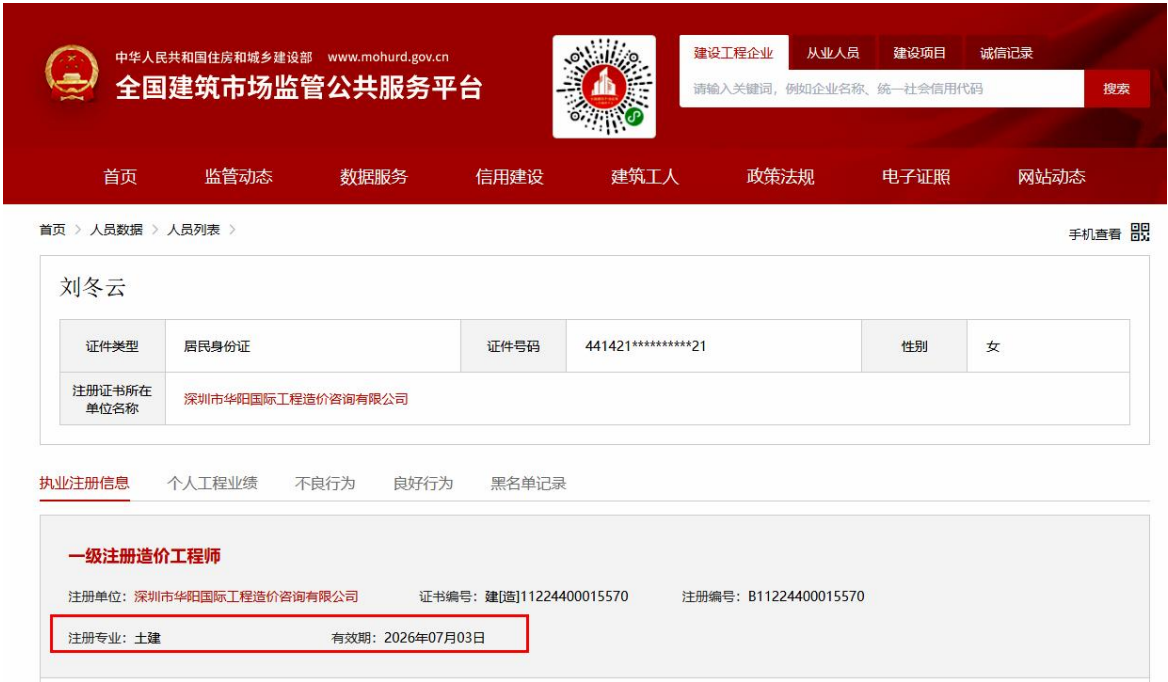 中华人民共和国住房和城乡建设部 www.mohurd.gov.cn
全国建筑市场监管公共服务平台
建设工程企业 从业人员 建设项目 诚信记录
请输入关键词，例如企业名称、统一社会信用代码 搜索
首页 监管动态 数据服务 信用建设 建筑工人 政策法规 电子证照 网站动态
首页 > 人员数据 > 人员列表 >
手机查看
刘冬云
证件类型 居民身份证 证件号码 441421**********21 性别 女
注册证书所在
单位名称
深圳市华阳国际工程造价咨询有限公司
执业注册信息 个人工程业绩 不良行为 良好行为 黑名单记录
一级注册造价工程师
注册单位：深圳市华阳国际工程造价咨询有限公司 证书编号：建[造]11224400015570 注册编号：B11224400015570
注册专业：土建 有效期：2026年07月03日